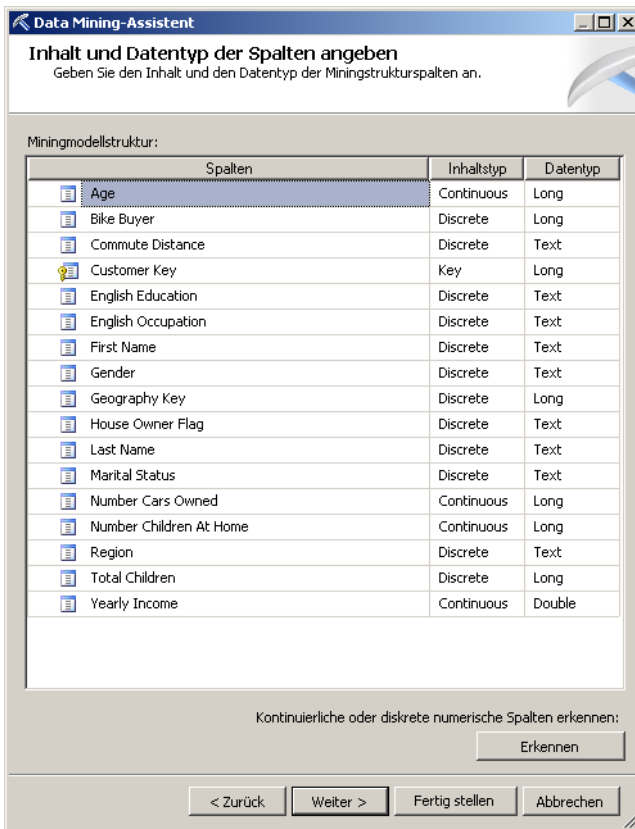 Data Mining-Assistent
Inhalt und Datentyp der Spalten angeben
Geben Sie den Inhalt und den Datentyp der Miningstrukturspalten an.
Miningmodellstruktur:
Spalten Inhaltstyp Datentyp
Age Continuous Long
Bike Buyer Discrete Long
Commute Distance Discrete Text
Customer Key Key Long
English Education Discrete Text
English Occupation Discrete Text
First Name Discrete Text
Gender Discrete Text
Geography Key Discrete Long
House Owner Flag Discrete Text
Last Name Discrete Text
Marital Status Discrete Text
Number Cars Owned Continuous Long
Number Children At Home Continuous Long
Region Discrete Text
Total Children Discrete Long
Yearly Income Continuous Double
Kontinuierliche oder diskrete numerische Spalten erkennen:
Erkennen
< Zurück Weiter > Fertig stellen Abbrechen